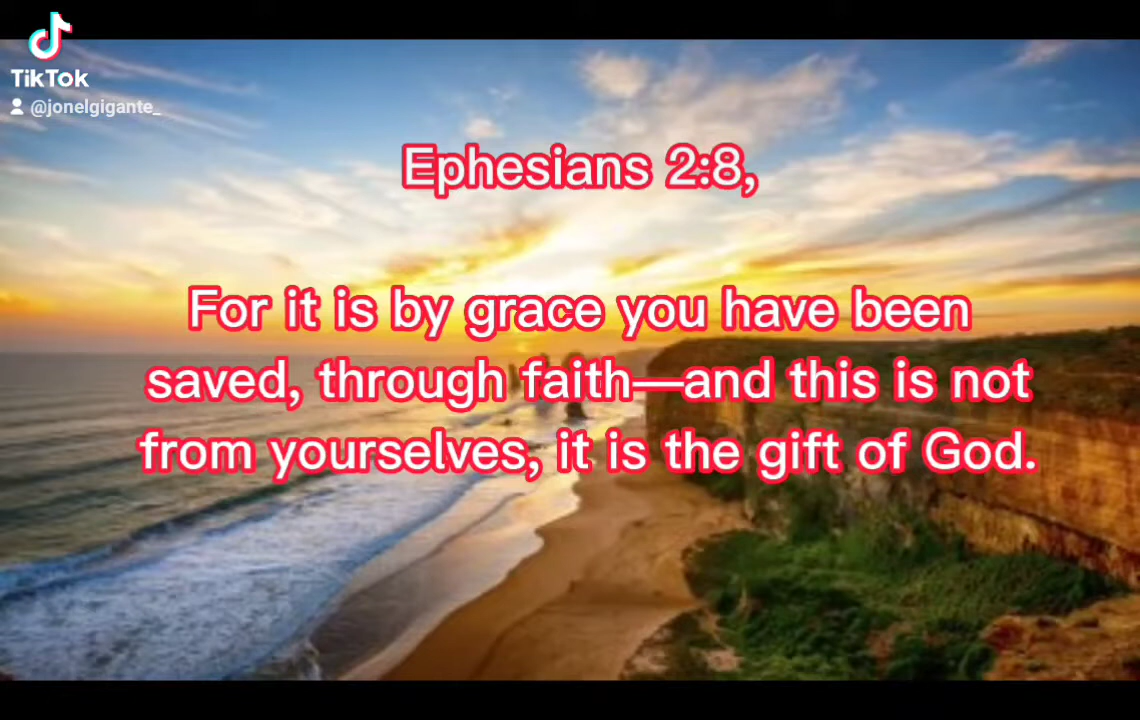 TikTok
@jonelgigante_
Ephesians 2:8,
For it is by grace you have been
saved, through faith—and this is not
from yourselves, it is the gift of God.